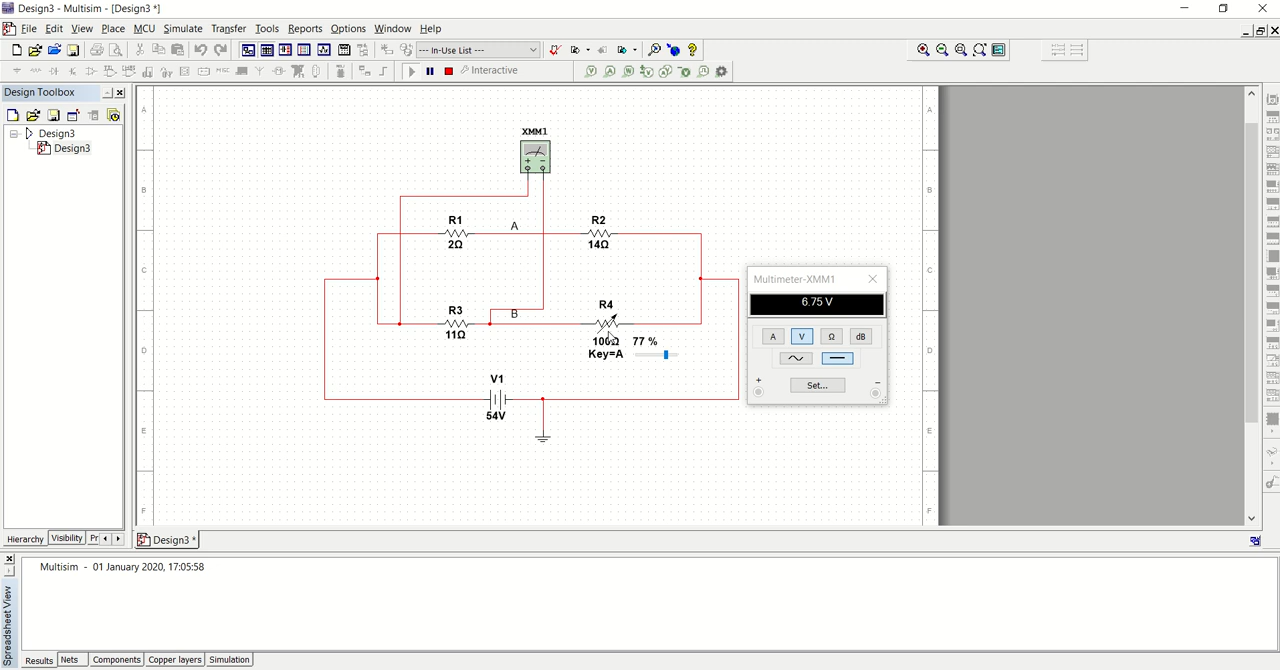 Design3 - Multisim - [Design3 *]
File Edit View Place MCU Simulate Transfer Tools Reports Options Window Help
--- In-Use List ---
Interactive
Design Toolbox
Design3
Design3
Hierarchy Visibility Pr
A
B
C
D
E
F
A
B
C
D
E
F
XMM1
R1
2Ω
A
R2
14Ω
R3
11Ω
B
R4
100Ω 77 %
Key=A
V1
54V
Multimeter-XMM1
6.75 V
A V Ω dB
+ Set... −
Design3 *
Multisim - 01 January 2020, 17:05:58
Spreadsheet View
Results Nets Components Copper layers Simulation